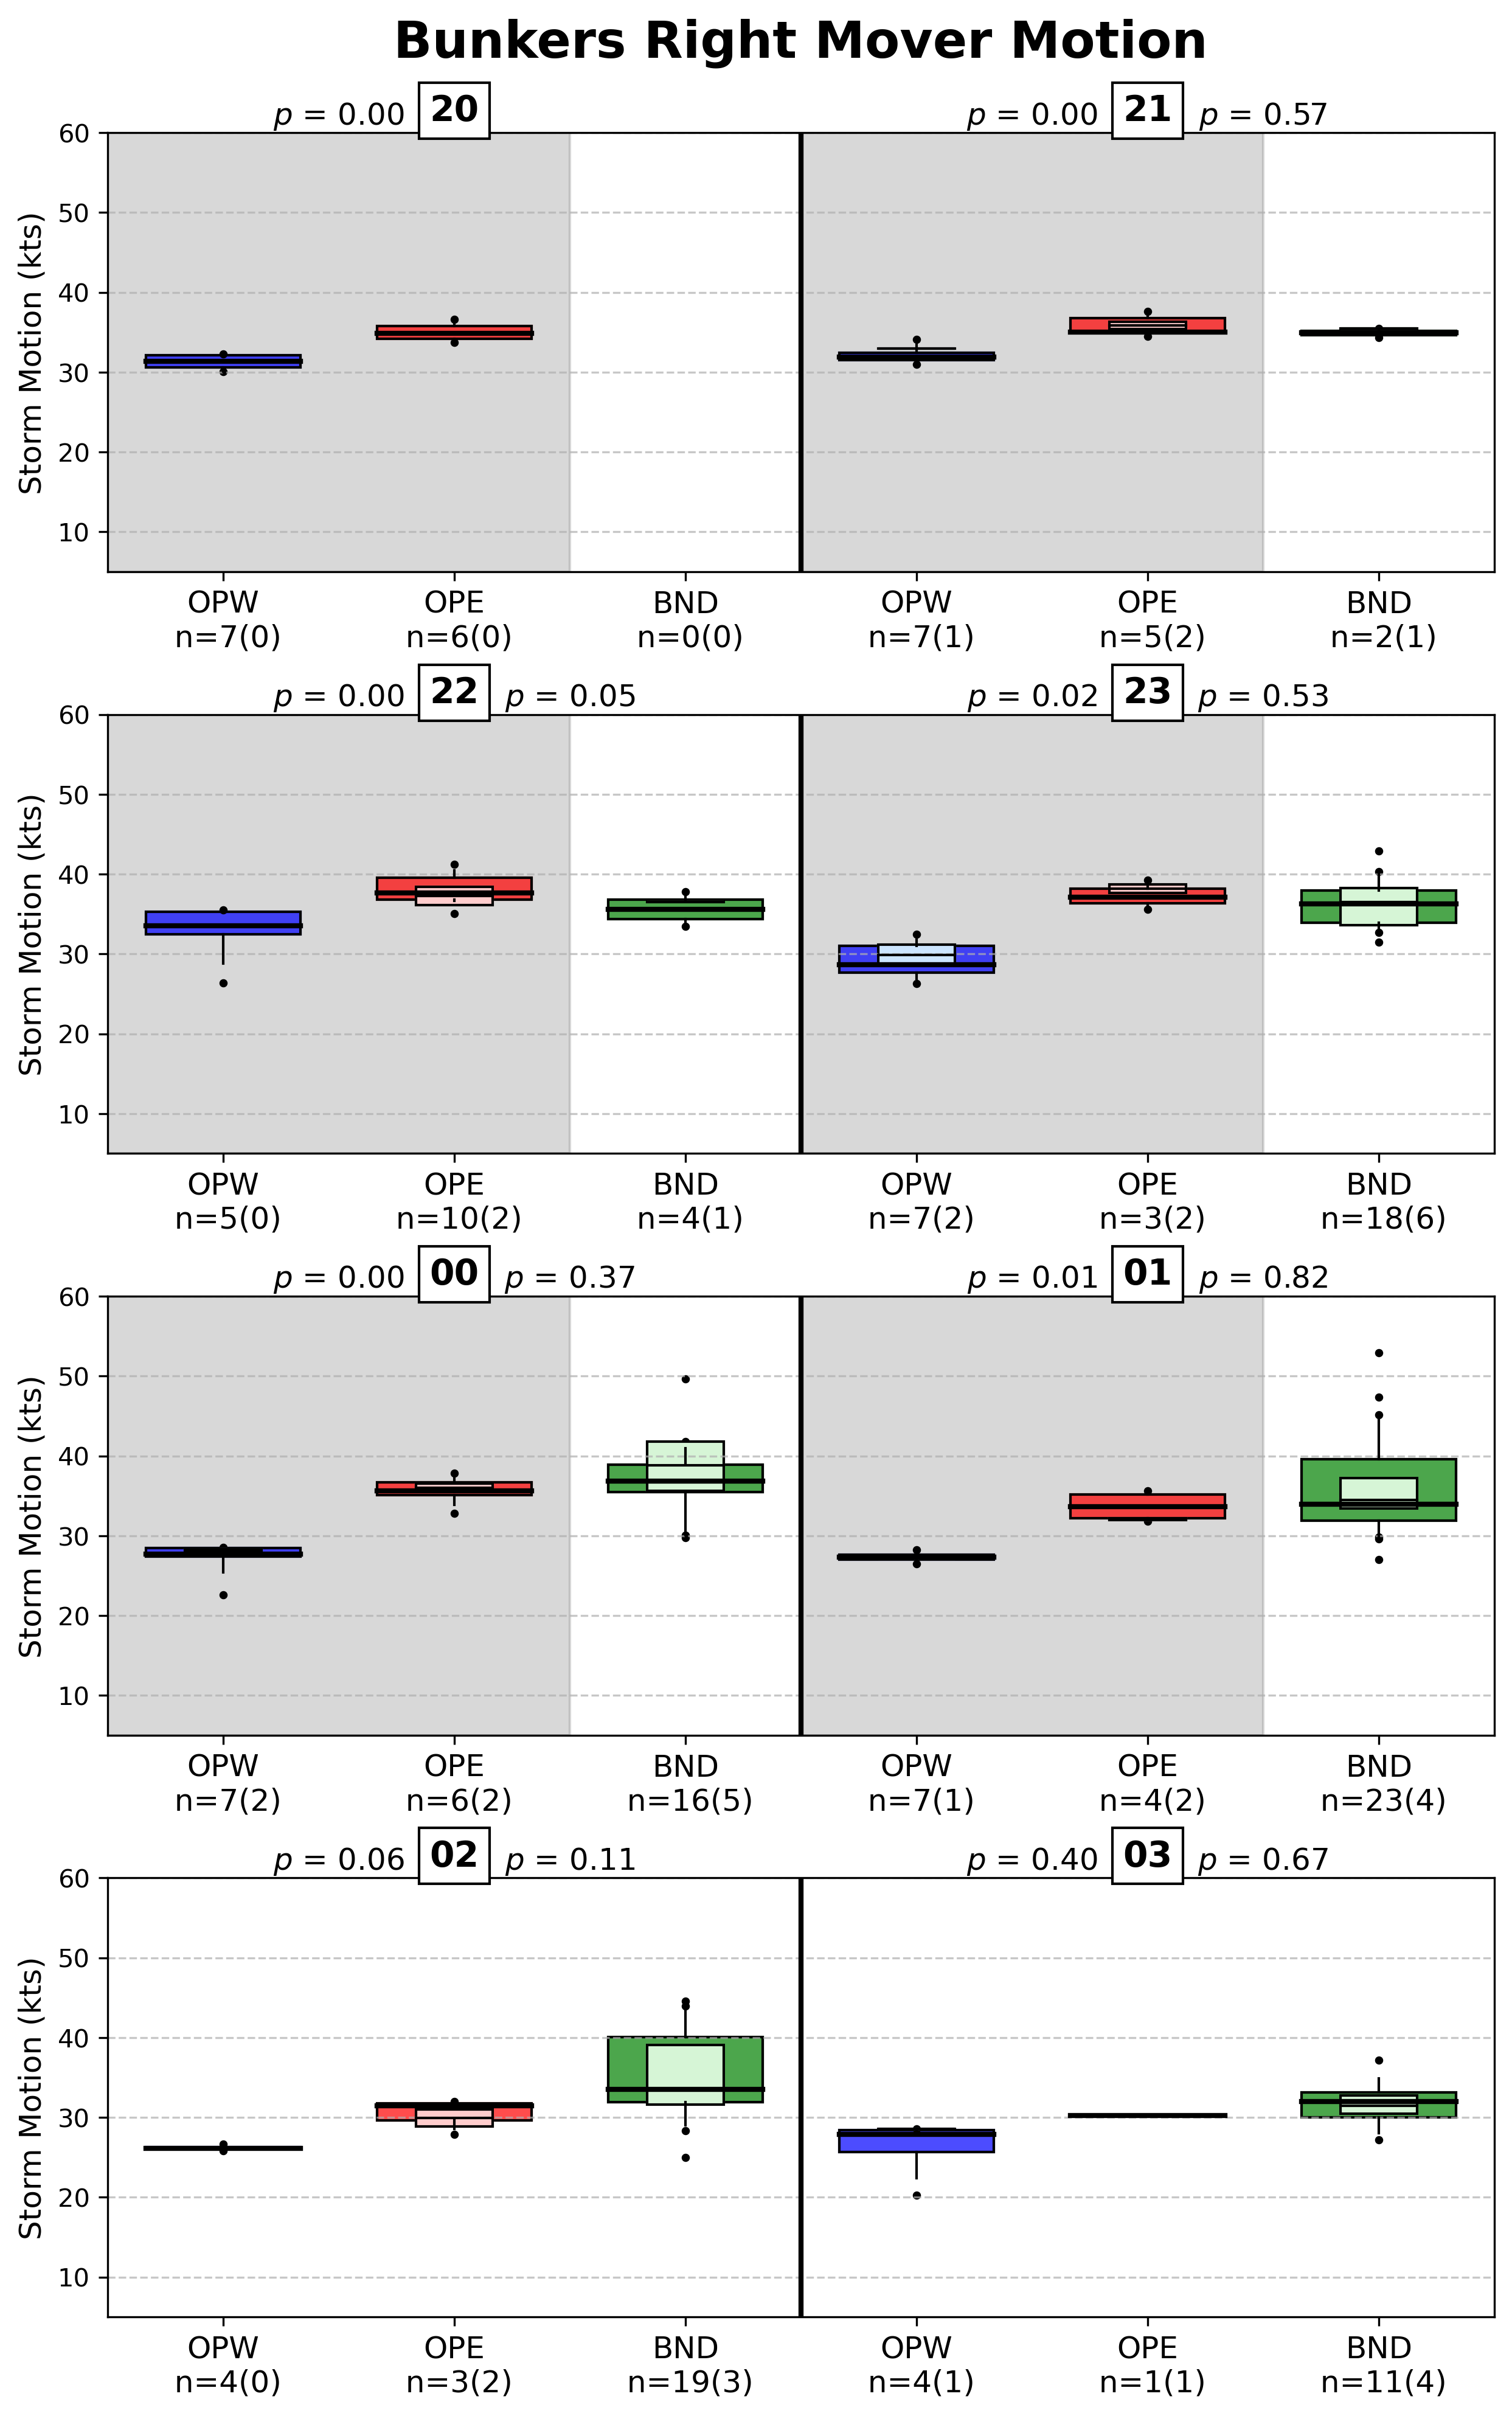 Bunkers Right Mover Motion
p = 0.00 20
p = 0.00 21 p = 0.57
Storm Motion (kts)
60
50
40
30
20
10
OPW OPE BND OPW OPE BND
n=7(0) n=6(0) n=0(0) n=7(1) n=5(2) n=2(1)
p = 0.00 22 p = 0.05
p = 0.02 23 p = 0.53
Storm Motion (kts)
60
50
40
30
20
10
OPW OPE BND OPW OPE BND
n=5(0) n=10(2) n=4(1) n=7(2) n=3(2) n=18(6)
p = 0.00 00 p = 0.37
p = 0.01 01 p = 0.82
Storm Motion (kts)
60
50
40
30
20
10
OPW OPE BND OPW OPE BND
n=7(2) n=6(2) n=16(5) n=7(1) n=4(2) n=23(4)
p = 0.06 02 p = 0.11
p = 0.40 03 p = 0.67
Storm Motion (kts)
60
50
40
30
20
10
OPW OPE BND OPW OPE BND
n=4(0) n=3(2) n=19(3) n=4(1) n=1(1) n=11(4)